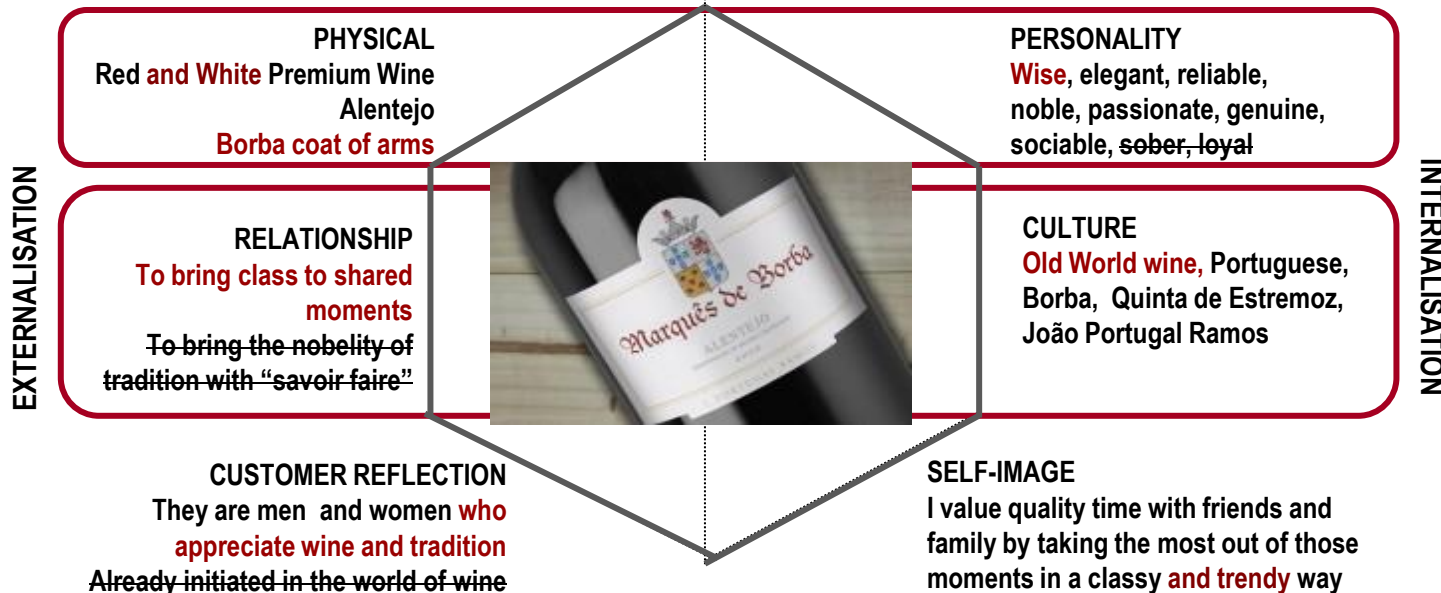 PHYSICAL
Red and White Premium Wine
Alentejo
Borba coat of arms
PERSONALITY
Wise, elegant, reliable,
noble, passionate, genuine,
sociable, sober, loyal
EXTERNALISATION
INTERNALISATION
RELATIONSHIP
To bring class to shared
moments
To bring the nobelity of
tradition with “savoir faire”
Marquês de Borba
ALENTEJO
CULTURE
Old World wine, Portuguese,
Borba, Quinta de Estremoz,
João Portugal Ramos
CUSTOMER REFLECTION
They are men and women who
appreciate wine and tradition
Already initiated in the world of wine
SELF-IMAGE
I value quality time with friends and
family by taking the most out of those
moments in a classy and trendy way